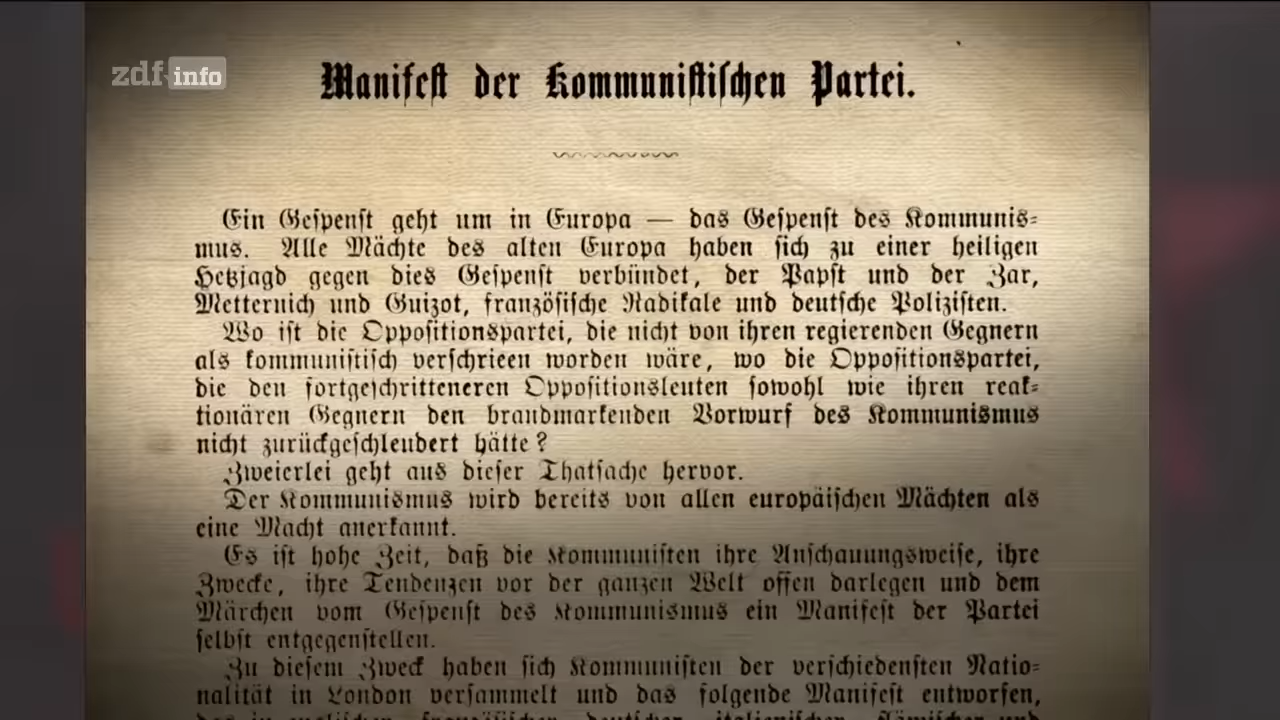 zdf info
Manifest der Kommunistischen Partei.
Ein Gespenst geht um in Europa — das Gespenst des Kommunis-
mus. Alle Mächte des alten Europa haben sich zu einer heiligen
Hetzjagd gegen dies Gespenst verbündet, der Papst und der Zar,
Metternich und Guizot, französische Radikale und deutsche Polizisten.
Wo ist die Oppositionspartei, die nicht von ihren regierenden Gegnern
als kommunistisch verschrieen worden wäre, wo die Oppositionspartei,
die den fortgeschritteneren Oppositionsleuten sowohl wie ihren reak-
tionären Gegnern den brandmarkenden Vorwurf des Kommunismus
nicht zurückgeschleudert hätte?
Zweierlei geht aus dieser Thatsache hervor.
Der Kommunismus wird bereits von allen europäischen Mächten als
eine Macht anerkannt.
Es ist hohe Zeit, daß die Kommunisten ihre Anschauungsweise, ihre
Zwecke, ihre Tendenzen vor der ganzen Welt offen darlegen und dem
Märchen vom Gespenst des Kommunismus ein Manifest der Partei
selbst entgegenstellen.
Zu diesem Zweck haben sich Kommunisten der verschiedensten Natio-
nalität in London versammelt und das folgende Manifest entworfen,